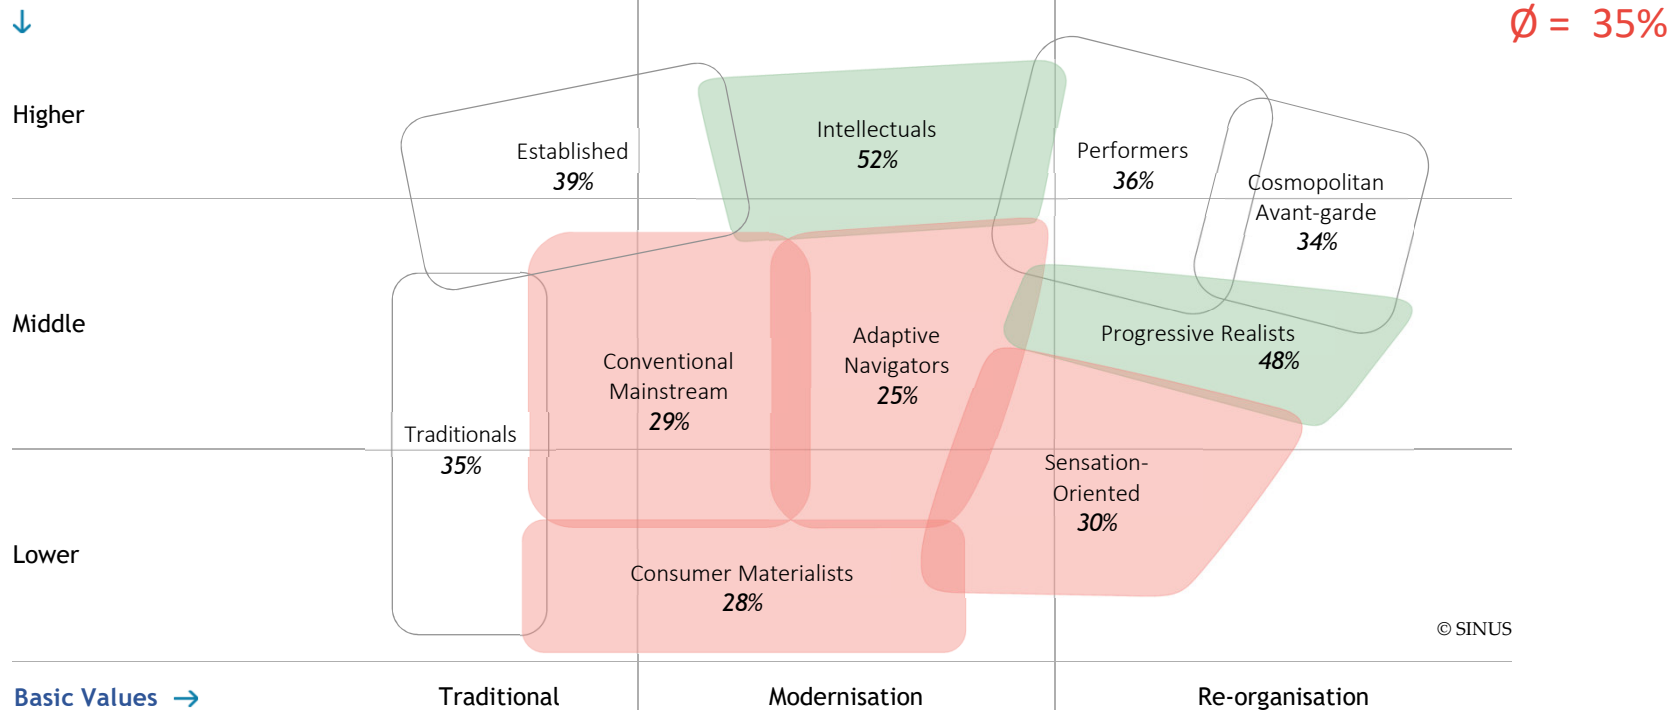 ↓
Ø = 35%
Higher
Established
39%
Intellectuals
52%
Performers
36%
Cosmopolitan
Avant-garde
34%
Middle
Conventional
Mainstream
29%
Adaptive
Navigators
25%
Progressive Realists
48%
Traditionals
35%
Sensation-
Oriented
30%
Lower
Consumer Materialists
28%
© SINUS
Basic Values →
Traditional
Modernisation
Re-organisation